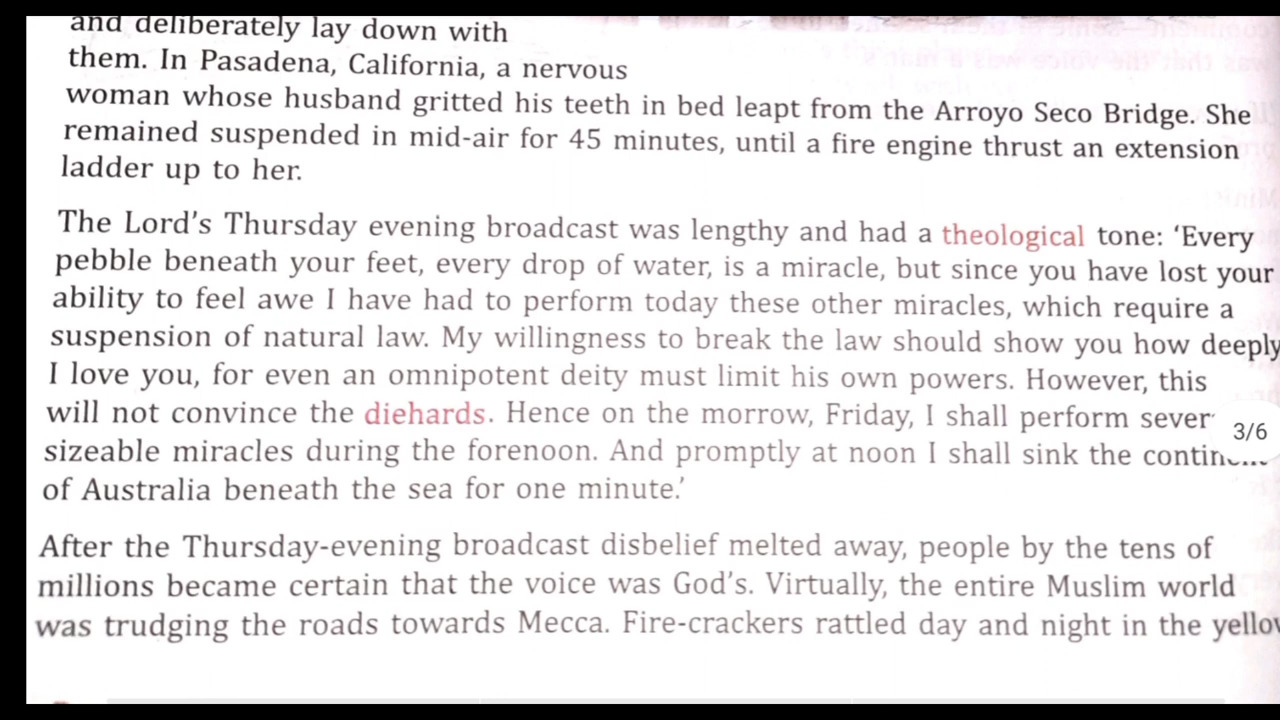 and deliberately lay down with
them. In Pasadena, California, a nervous
woman whose husband gritted his teeth in bed leapt from the Arroyo Seco Bridge. She
remained suspended in mid-air for 45 minutes, until a fire engine thrust an extension
ladder up to her.
The Lord's Thursday evening broadcast was lengthy and had a theological tone: 'Every
pebble beneath your feet, every drop of water, is a miracle, but since you have lost your
ability to feel awe I have had to perform today these other miracles, which require a
suspension of natural law. My willingness to break the law should show you how deeply
I love you, for even an omnipotent deity must limit his own powers. However, this
will not convince the diehards. Hence on the morrow, Friday, I shall perform
3/6
sizeable miracles during the forenoon. And promptly at noon I shall sink the
of Australia beneath the sea for one minute.'
After the Thursday-evening broadcast disbelief melted away, people by the tens of
millions became certain that the voice was God's. Virtually, the entire Muslim world
was trudging the roads towards Mecca. Fire-crackers rattled day and night in the